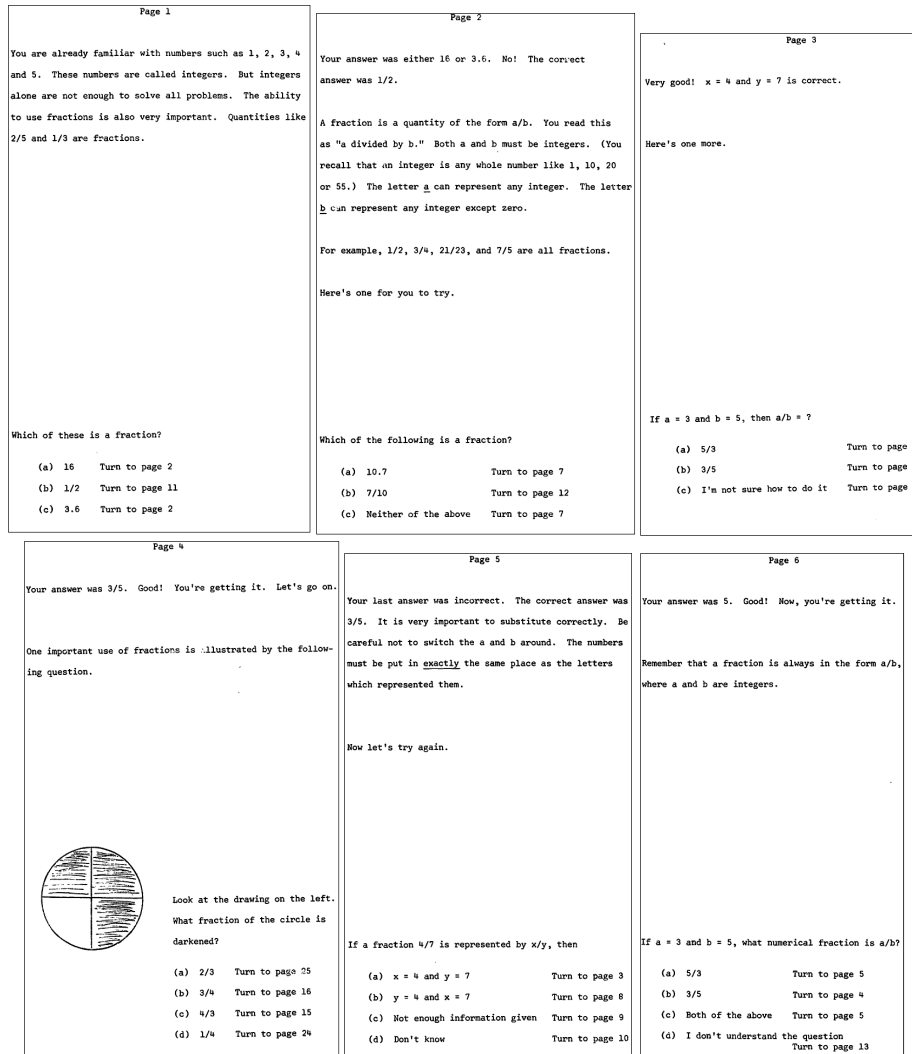 Page 1
You are already familiar with numbers such as 1, 2, 3, 4
and 5. These numbers are called integers. But integers
alone are not enough to solve all problems. The ability
to use fractions is also very important. Quantities like
2/5 and 1/3 are fractions.
Which of these is a fraction?
(a) 16 Turn to page 2
(b) 1/2 Turn to page 11
(c) 3.6 Turn to page 2
Page 2
Your answer was either 16 or 3.6. No! The correct
answer was 1/2.
A fraction is a quantity of the form a/b. You read this
as "a divided by b." Both a and b must be integers. (You
recall that an integer is any whole number like 1, 10, 20
or 55.) The letter a can represent any integer. The letter
b can represent any integer except zero.
For example, 1/2, 3/4, 21/23, and 7/5 are all fractions.
Here's one for you to try.
Which of the following is a fraction?
(a) 10.7 Turn to page 7
(b) 7/10 Turn to page 12
(c) Neither of the above Turn to page 7
Page 3
Very good! x = 4 and y = 7 is correct.
Here's one more.
If a = 3 and b = 5, then a/b = ?
(a) 5/3 Turn to page
(b) 3/5 Turn to page
(c) I'm not sure how to do it Turn to page
Page 4
Your answer was 3/5. Good! You're getting it. Let's go on.
One important use of fractions is illustrated by the follow-
ing question.
Look at the drawing on the left.
What fraction of the circle is
darkened?
(a) 2/3 Turn to page 25
(b) 3/4 Turn to page 16
(c) 4/3 Turn to page 15
(d) 1/4 Turn to page 24
Page 5
Your last answer was incorrect. The correct answer was
3/5. It is very important to substitute correctly. Be
careful not to switch the a and b around. The numbers
must be put in exactly the same place as the letters
which represented them.
Now let's try again.
If a fraction 4/7 is represented by x/y, then
(a) x = 4 and y = 7 Turn to page 3
(b) y = 4 and x = 7 Turn to page 8
(c) Not enough information given Turn to page 9
(d) Don't know Turn to page 10
Page 6
Your answer was 5. Good! Now, you're getting it.
Remember that a fraction is always in the form a/b,
where a and b are integers.
If a = 3 and b = 5, what numerical fraction is a/b?
(a) 5/3 Turn to page 5
(b) 3/5 Turn to page 4
(c) Both of the above Turn to page 5
(d) I don't understand the question
Turn to page 13